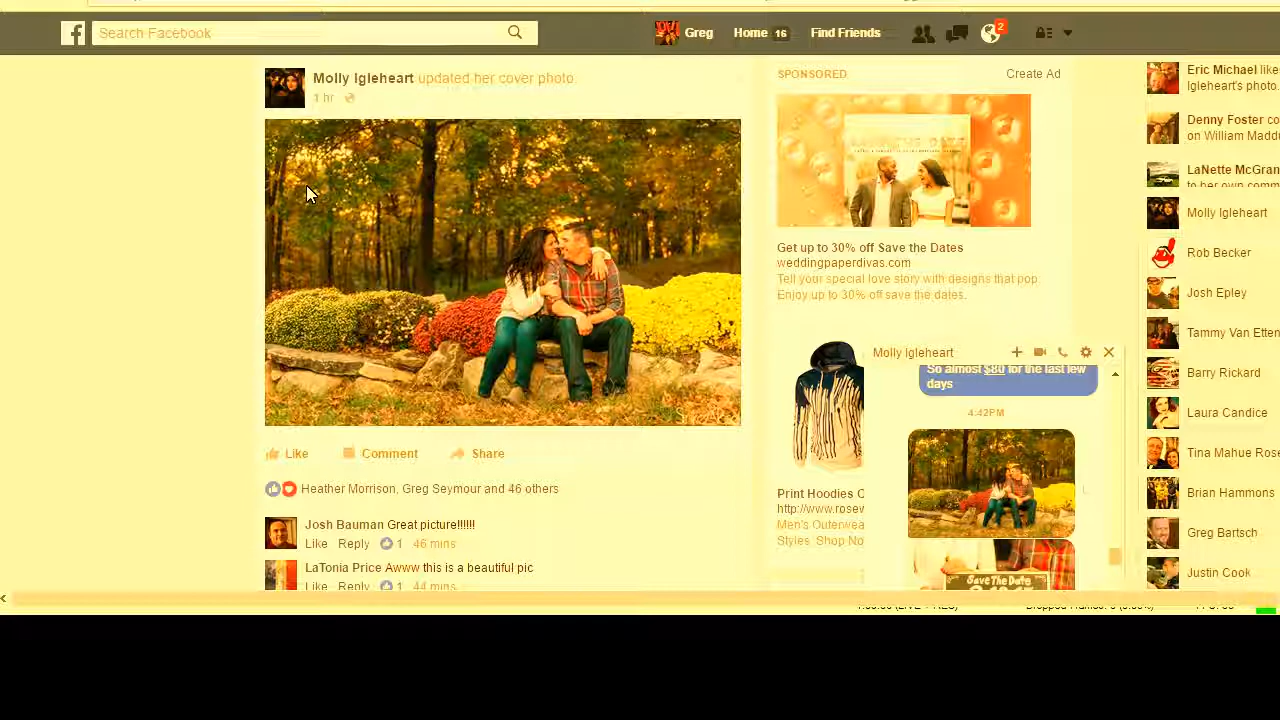 Search Facebook
Greg
Home 16
Find Friends
2
Molly Igleheart updated her cover photo.
1 hr
Like Comment Share
Heather Morrison, Greg Seymour and 46 others
Josh Bauman Great picture!!!!!!
Like Reply 1 46 mins
LaTonia Price Awww this is a beautiful pic
Like Reply 1 44 mins
SPONSORED Create Ad
Get up to 30% off Save the Dates
weddingpaperdivas.com
Tell your special love story with designs that pop.
Enjoy up to 30% off save the dates.
Print Hoodies
http://www.rosew
Men's Outerwea
Styles. Shop No
Molly Igleheart
So almost $80 for the last few
days
4:42PM
Save The Date
Eric Michael like
Igleheart's photo.
Denny Foster co
on William Maddu
LaNette McGran
to her own comm
Molly Igleheart
Rob Becker
Josh Epley
Tammy Van Etten
Barry Rickard
Laura Candice
Tina Mahue Rose
Brian Hammons
Greg Bartsch
Justin Cook